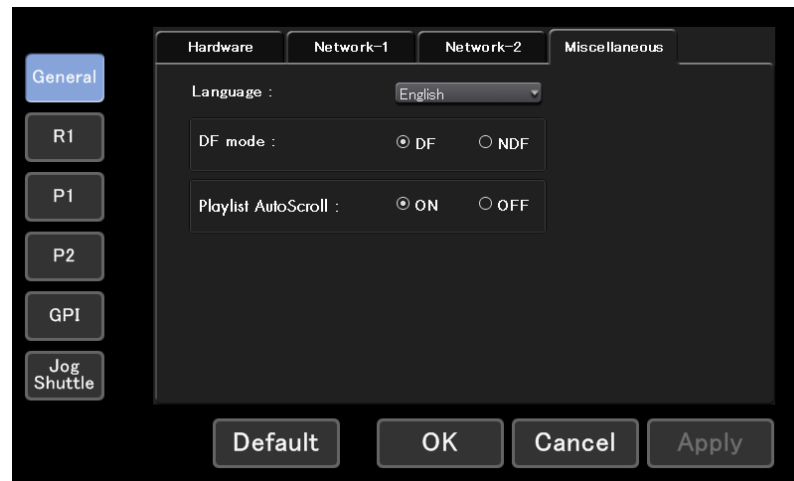 Hardware Network-1 Network-2 Miscellaneous
General
R1
P1
P2
GPI
Jog
Shuttle
Language : English
DF mode : DF NDF
Playlist AutoScroll : ON OFF
Default OK Cancel Apply